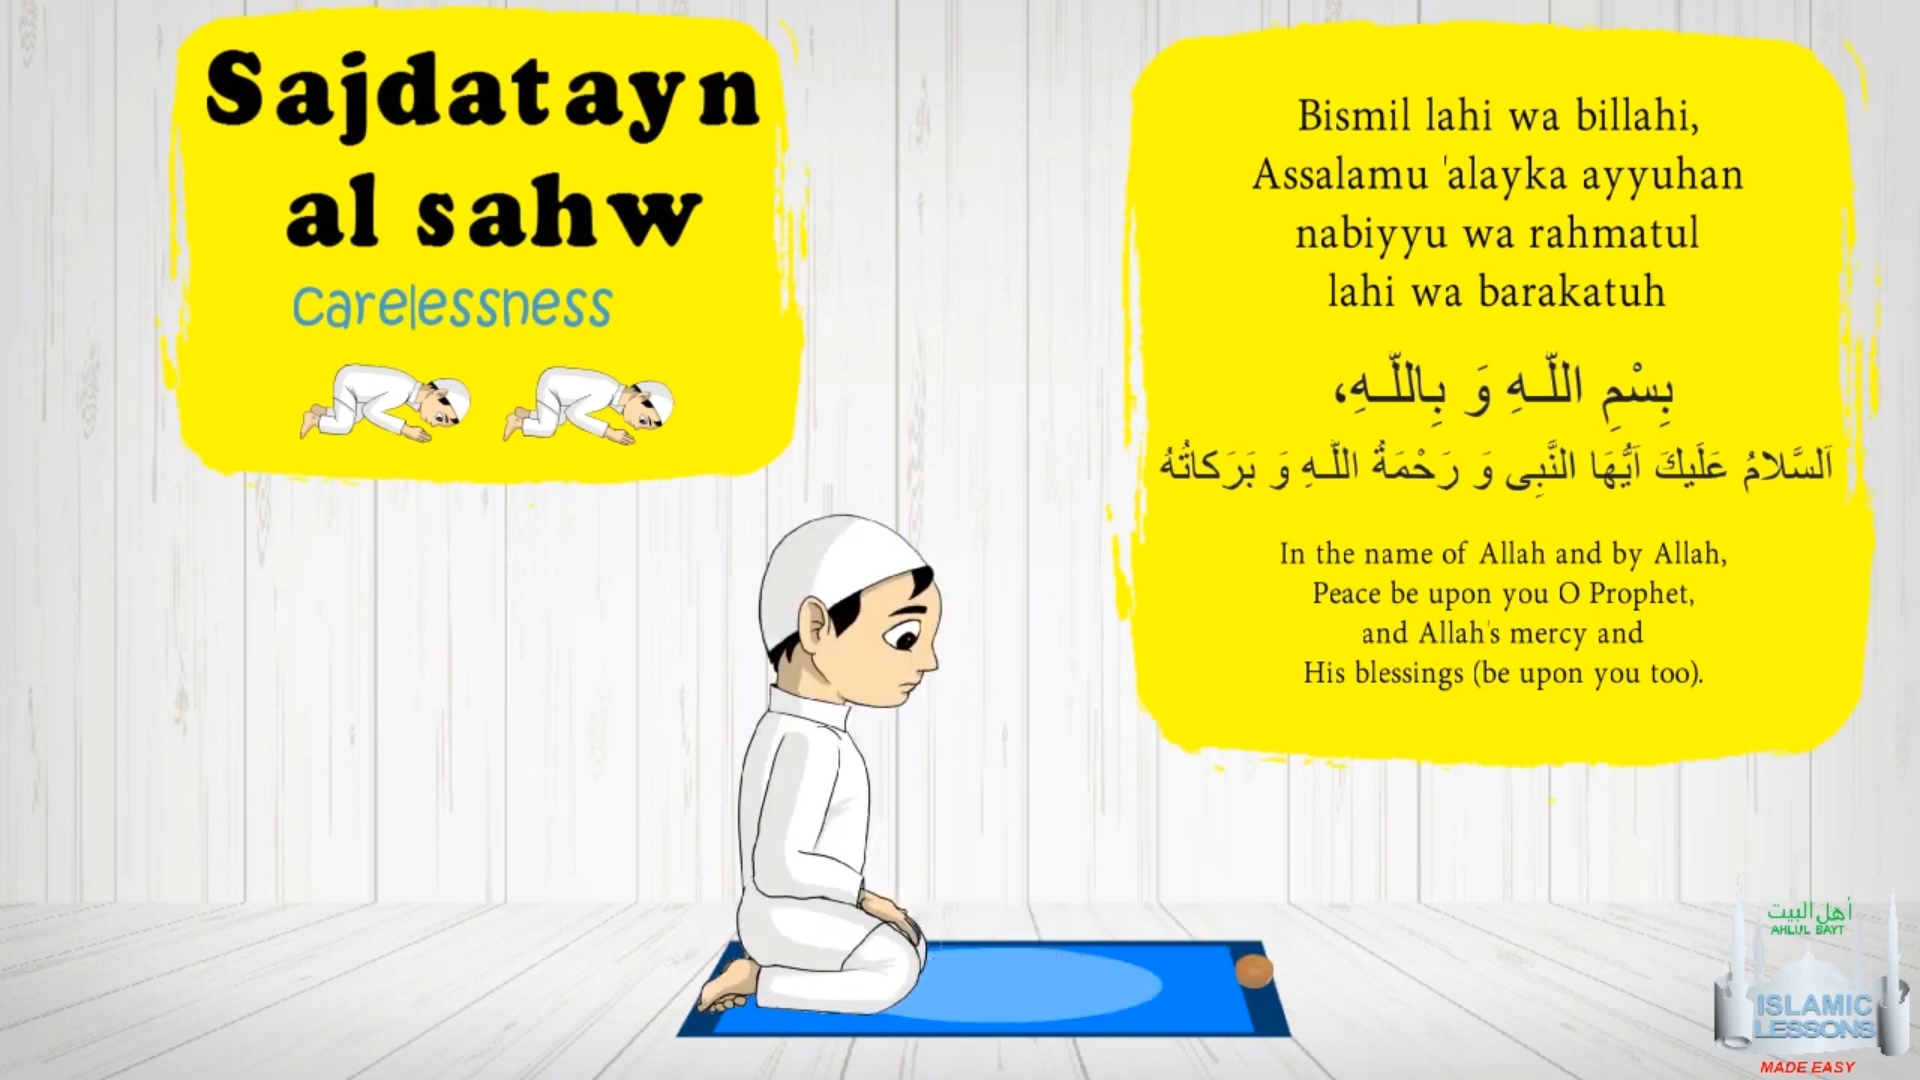 Sajdatayn
al sahw
carelessness
Bismil lahi wa billahi,
Assalamu 'alayka ayyuhan
nabiyyu wa rahmatul
lahi wa barakatuh
بِسْمِ اللّـهِ وَ بِاللّـهِ،
اَلسَّلامُ عَلَيكَ اَيُّهَا النَّبِى وَ رَحْمَةُ اللّـهِ وَ بَرَكاتُهُ
In the name of Allah and by Allah,
Peace be upon you O Prophet,
and Allah's mercy and
His blessings (be upon you too).
أهل البيت
AHLUL BAYT
ISLAMIC
LESSONS
MADE EASY